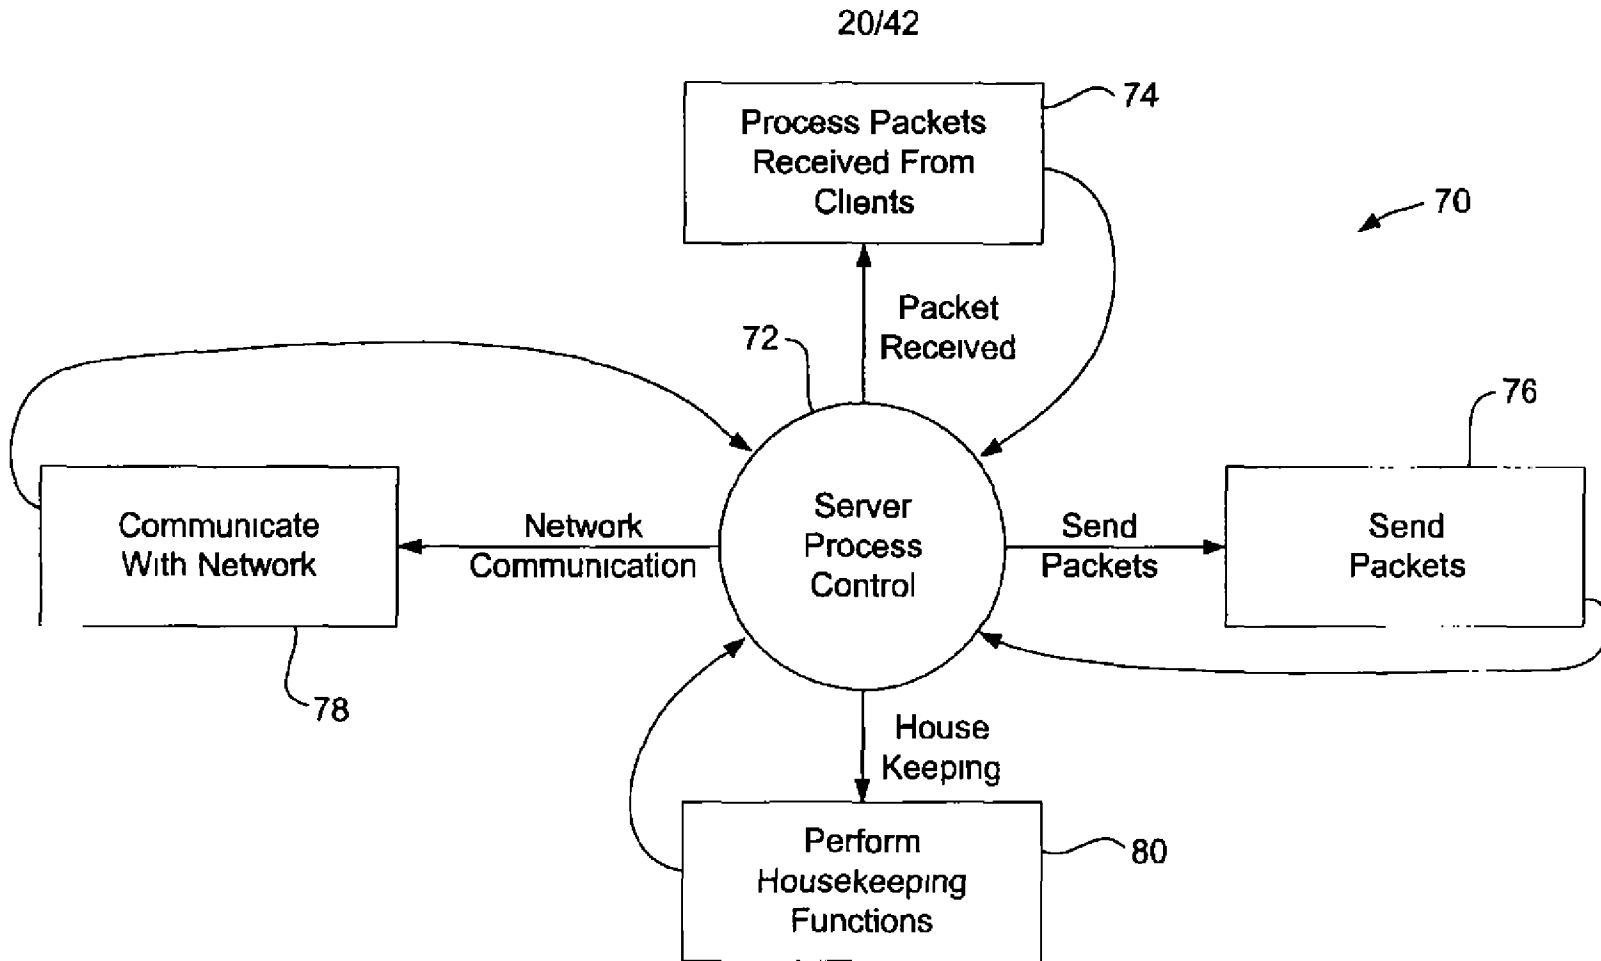 20/42
Process Packets
Received From
Clients
74
70
Packet
Received
72
76
Communicate
With Network
Network
Communication
Server
Process
Control
Send
Packets
Send
Packets
78
House
Keeping
Perform
Housekeeping
Functions
80